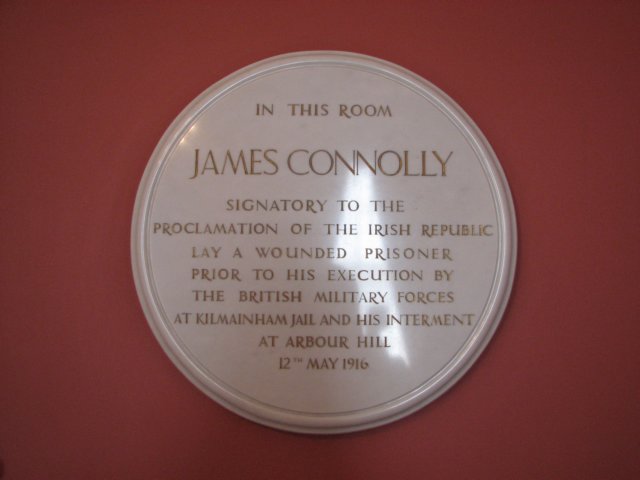 IN THIS ROOM
JAMES CONNOLLY
SIGNATORY TO THE
PROCLAMATION OF THE IRISH REPUBLIC
LAY A WOUNDED PRISONER
PRIOR TO HIS EXECUTION BY
THE BRITISH MILITARY FORCES
AT KILMAINHAM JAIL AND HIS INTERMENT
AT ARBOUR HILL
12TH MAY 1916